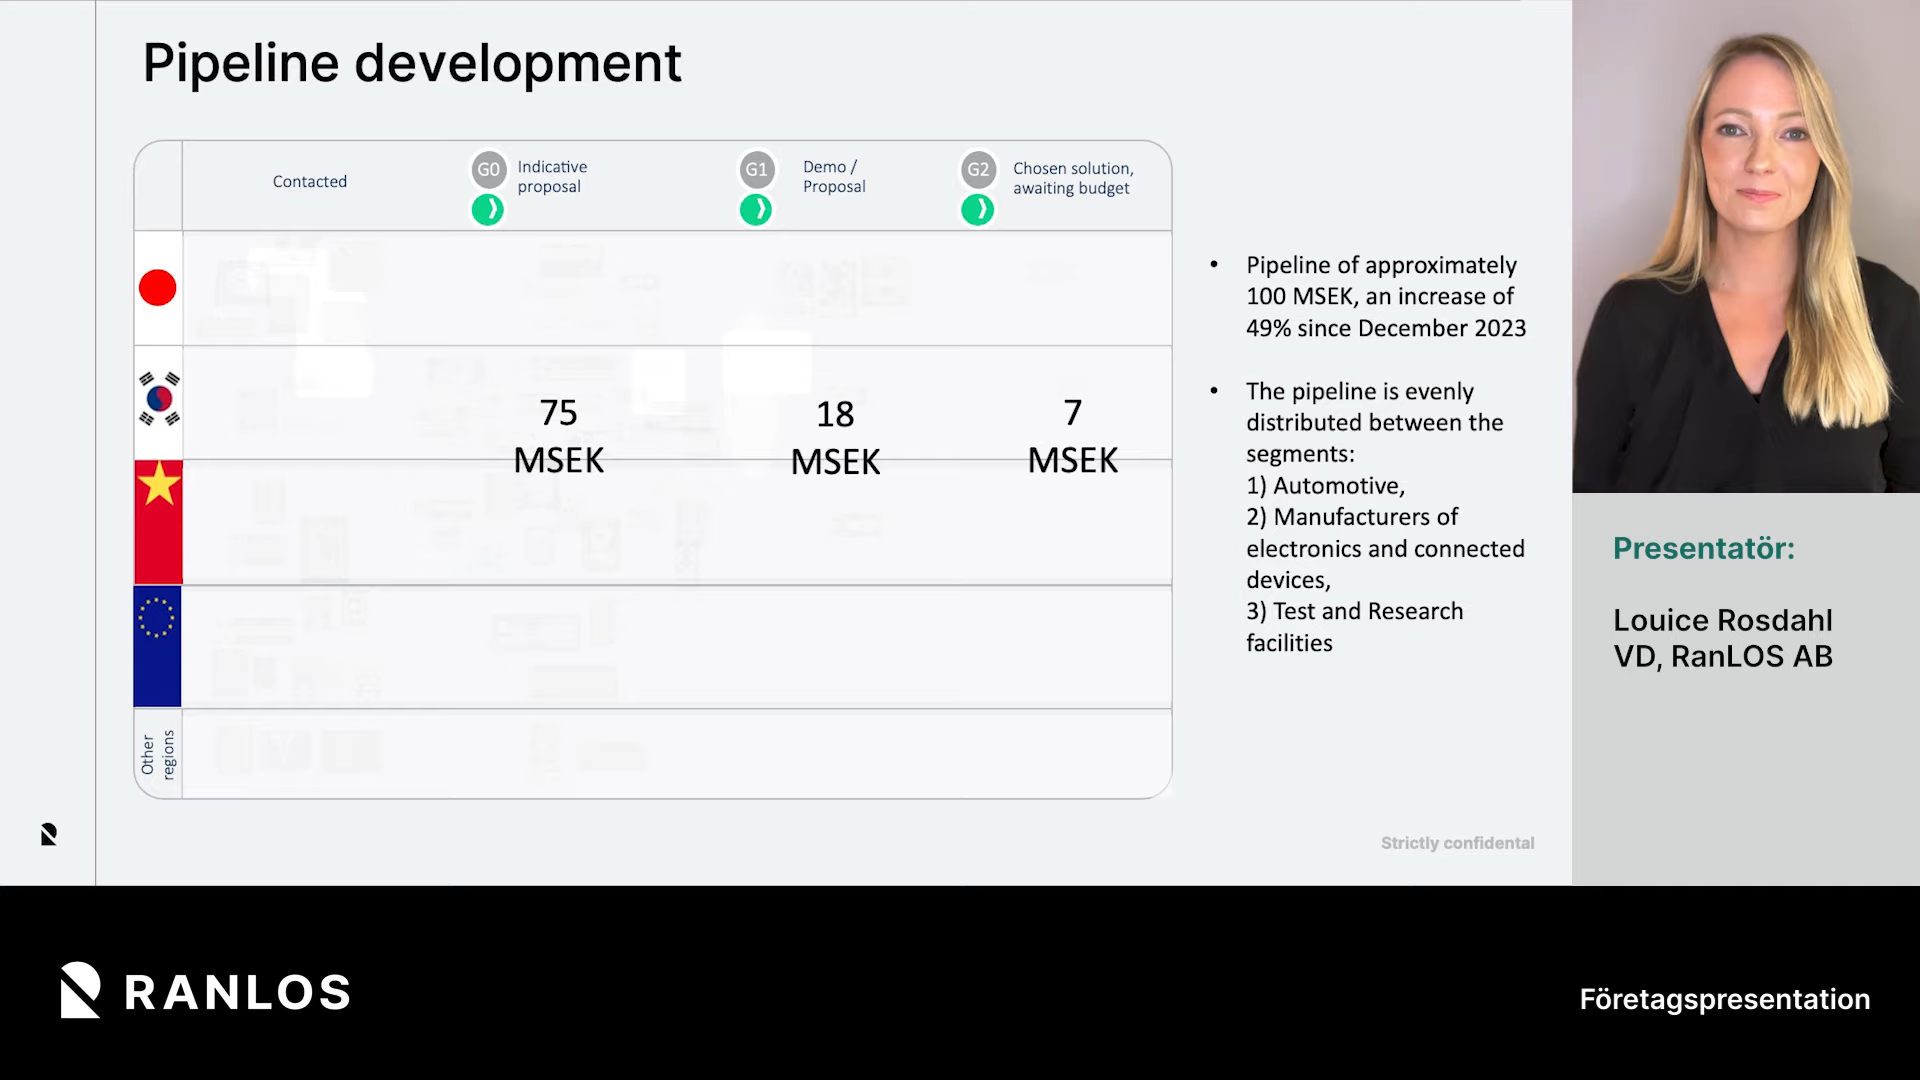 Pipeline development
Contacted
G0
Indicative
proposal
G1
Demo /
Proposal
G2
Chosen solution,
awaiting budget
75
MSEK
18
MSEK
7
MSEK
Other
regions
• Pipeline of approximately
100 MSEK, an increase of
49% since December 2023
• The pipeline is evenly
distributed between the
segments:
1) Automotive,
2) Manufacturers of
electronics and connected
devices,
3) Test and Research
facilities
Strictly confidental
Presentatör:
Louice Rosdahl
VD, RanLOS AB
RANLOS
Företagspresentation